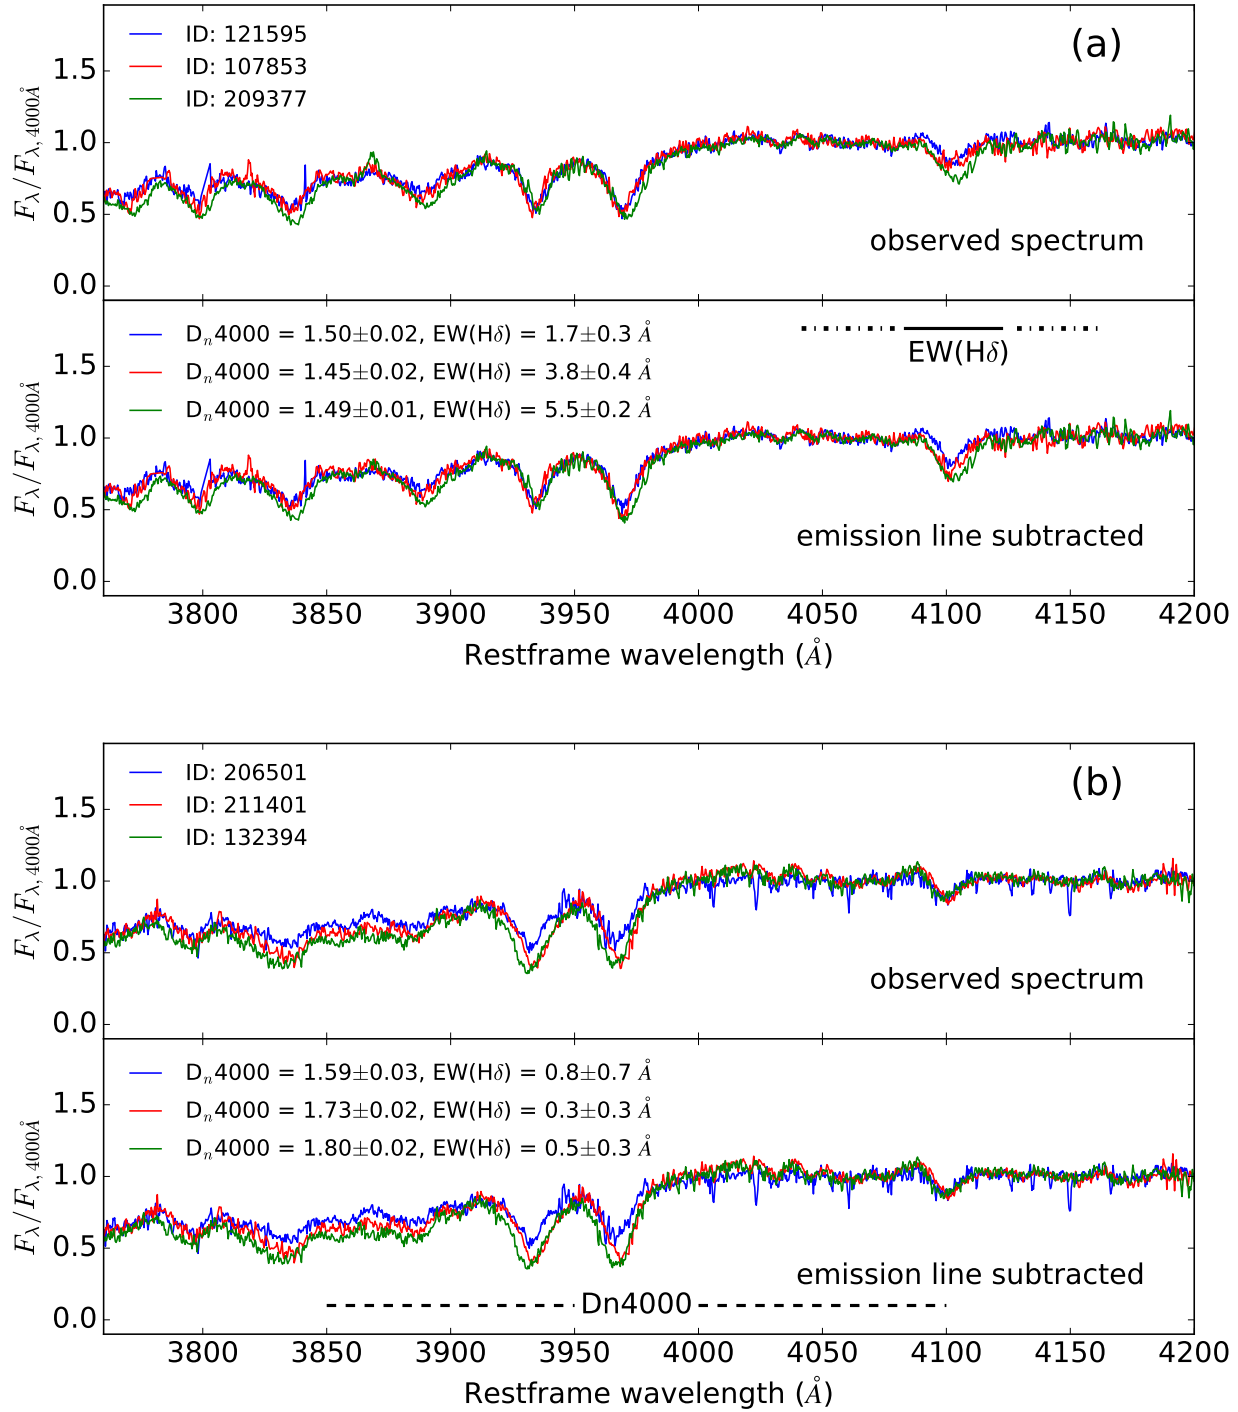 ID: 121595
ID: 107853
ID: 209377
(a)
observed spectrum
1.5
1.0
0.5
0.0
F_λ/F_λ,4000Å
D_n4000 = 1.50±0.02, EW(Hδ) = 1.7±0.3 Å
D_n4000 = 1.45±0.02, EW(Hδ) = 3.8±0.4 Å
D_n4000 = 1.49±0.01, EW(Hδ) = 5.5±0.2 Å
EW(Hδ)
emission line subtracted
1.5
1.0
0.5
0.0
F_λ/F_λ,4000Å
3800 3850 3900 3950 4000 4050 4100 4150 4200
Restframe wavelength (Å)
ID: 206501
ID: 211401
ID: 132394
(b)
observed spectrum
1.5
1.0
0.5
0.0
F_λ/F_λ,4000Å
D_n4000 = 1.59±0.03, EW(Hδ) = 0.8±0.7 Å
D_n4000 = 1.73±0.02, EW(Hδ) = 0.3±0.3 Å
D_n4000 = 1.80±0.02, EW(Hδ) = 0.5±0.3 Å
emission line subtracted
Dn4000
1.5
1.0
0.5
0.0
F_λ/F_λ,4000Å
3800 3850 3900 3950 4000 4050 4100 4150 4200
Restframe wavelength (Å)